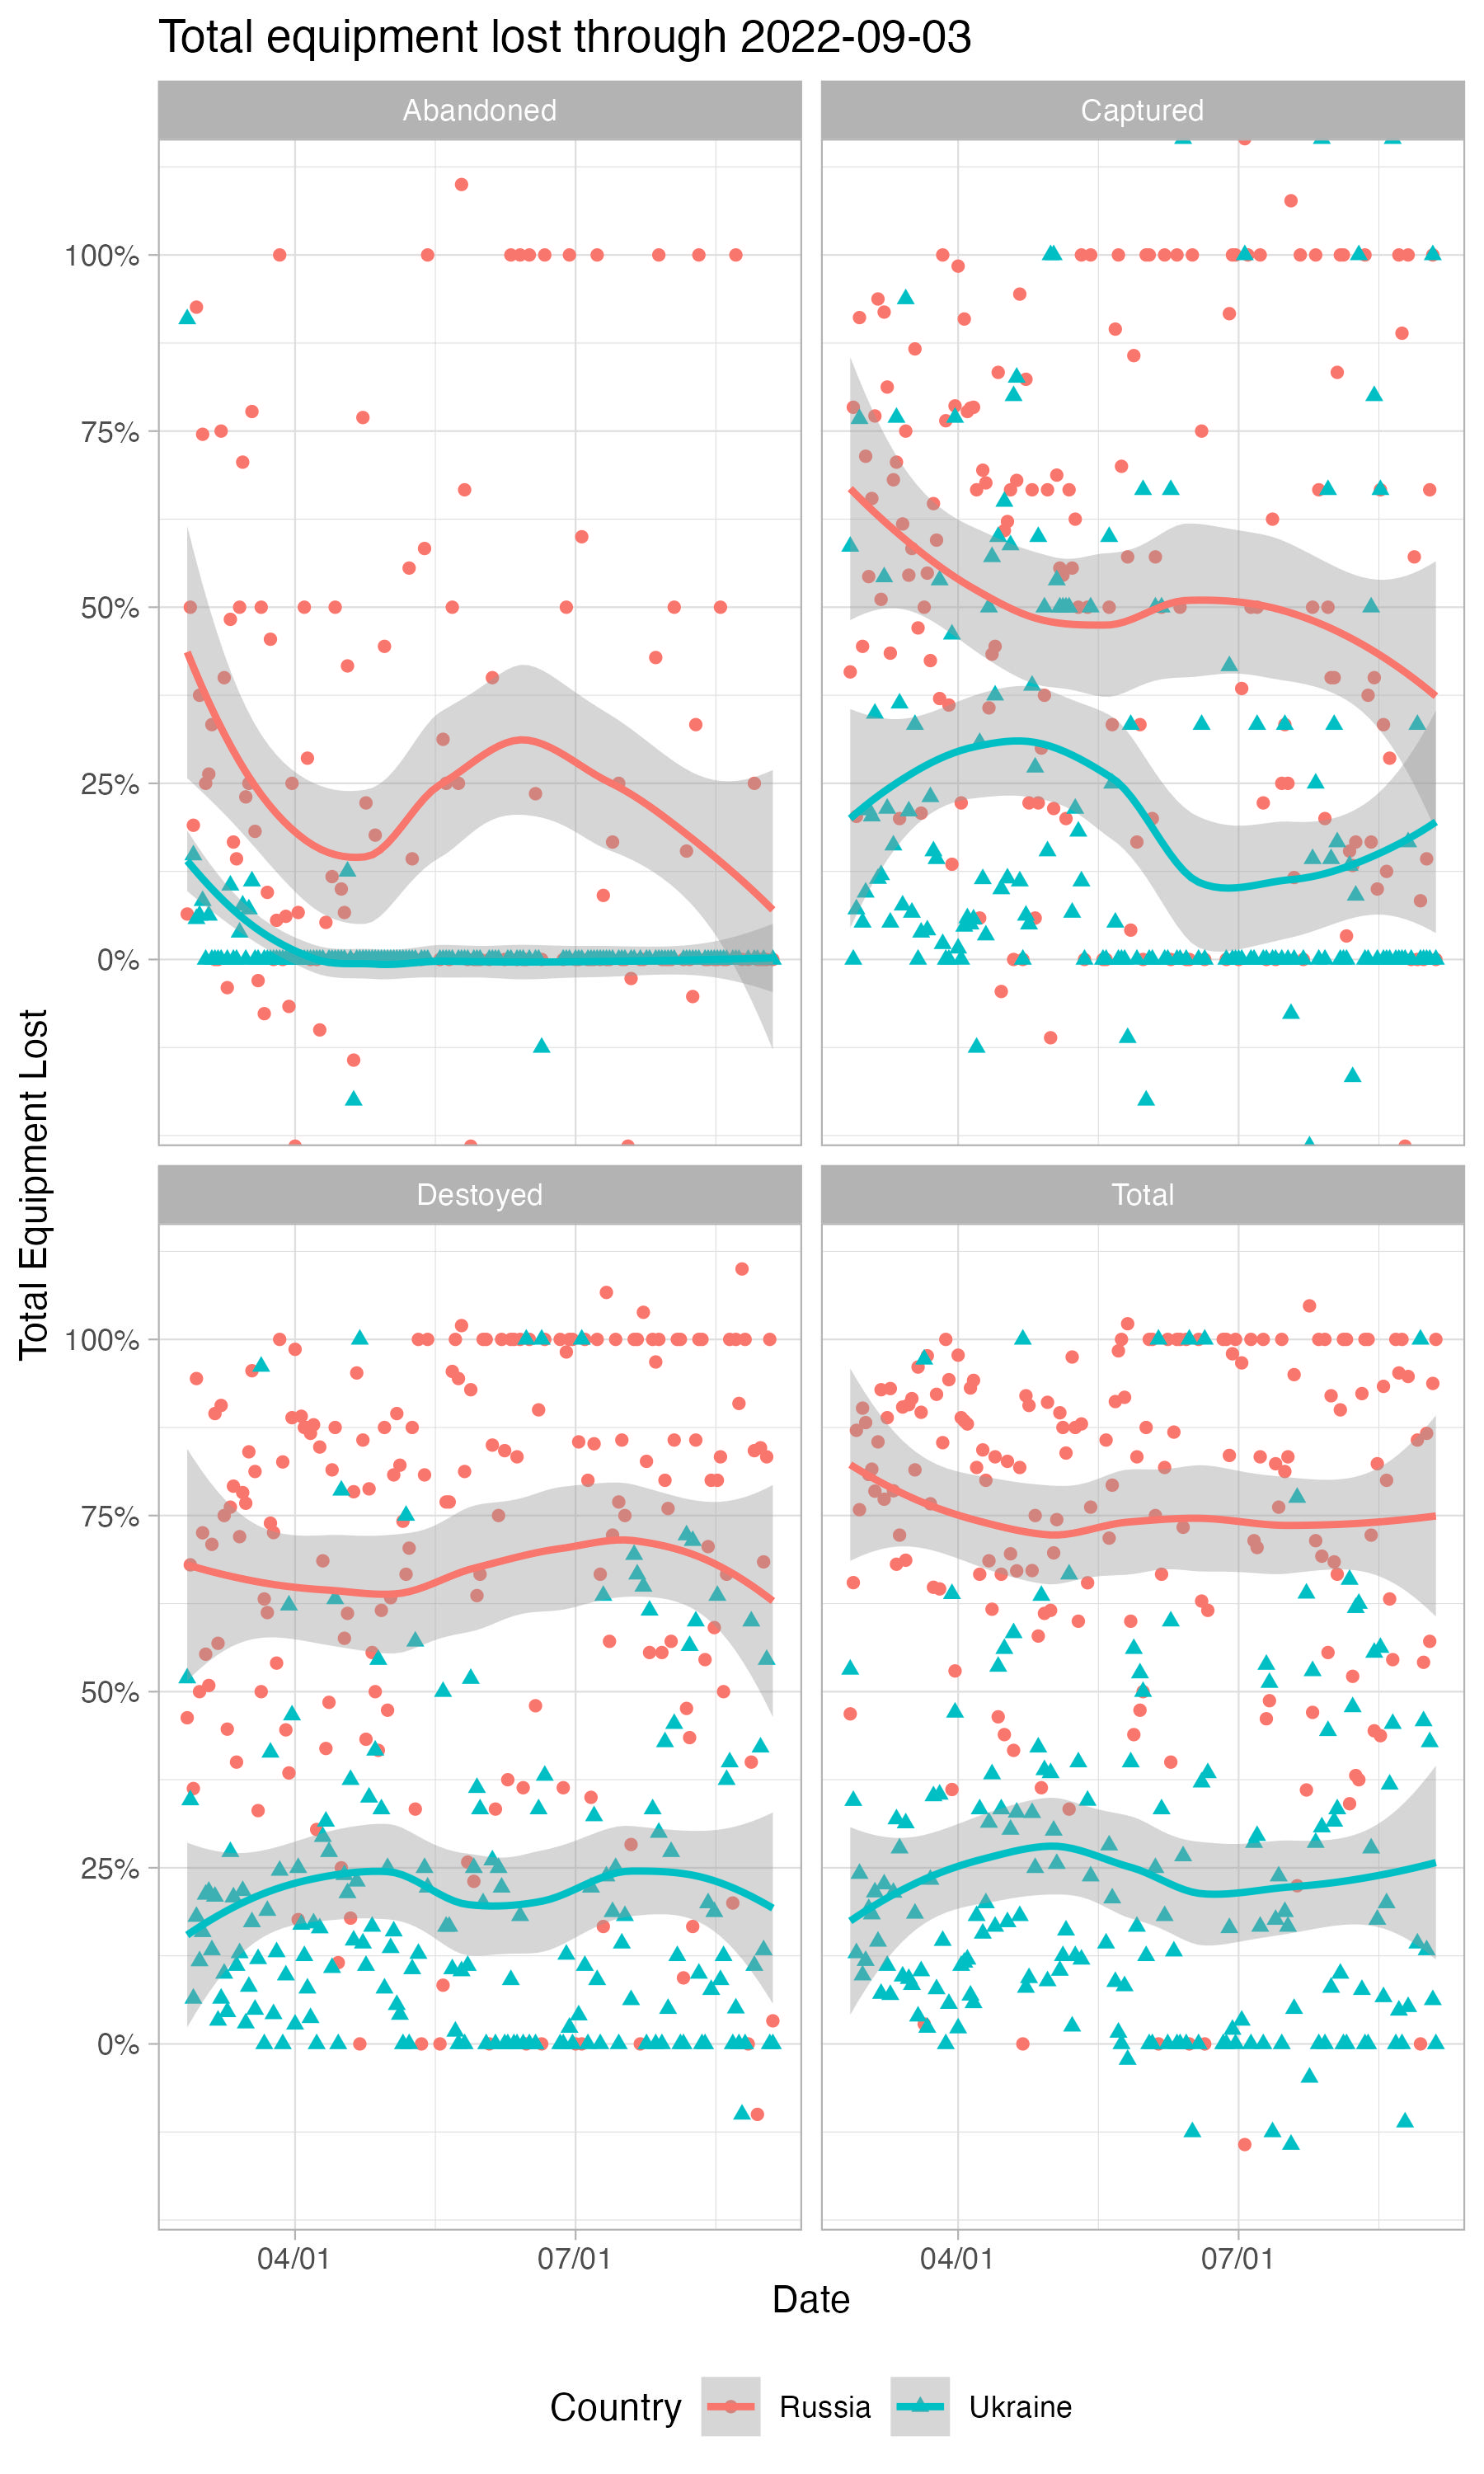 Total equipment lost through 2022-09-03
Abandoned
Captured
100%
75%
50%
25%
0%
Total Equipment Lost
Destoyed
Total
100%
75%
50%
25%
0%
04/01
07/01
04/01
07/01
Date
Country
Russia
Ukraine